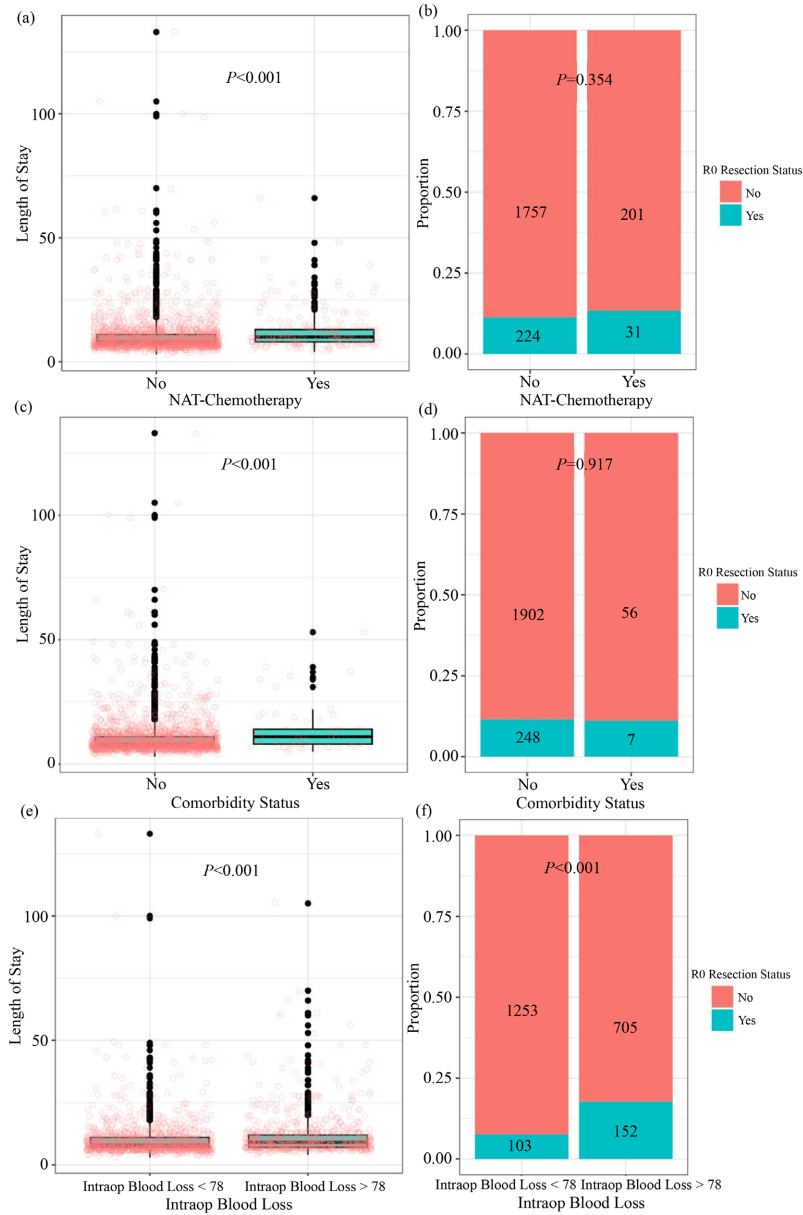 (a)
P<0.001
Length of Stay
100
50
0
No
Yes
NAT-Chemotherapy
(b)
P=0.354
Proportion
1.00
0.75
0.50
0.25
0.00
1757
201
224
31
No
Yes
NAT-Chemotherapy
R0 Resection Status
No
Yes
(c)
P<0.001
Length of Stay
100
50
0
No
Yes
Comorbidity Status
(d)
P=0.917
Proportion
1.00
0.75
0.50
0.25
0.00
1902
56
248
7
No
Yes
Comorbidity Status
R0 Resection Status
No
Yes
(e)
P<0.001
Length of Stay
100
50
0
Intraop Blood Loss < 78
Intraop Blood Loss > 78
Intraop Blood Loss
(f)
P<0.001
Proportion
1.00
0.75
0.50
0.25
0.00
1253
705
103
152
Intraop Blood Loss < 78
Intraop Blood Loss > 78
Intraop Blood Loss
R0 Resection Status
No
Yes